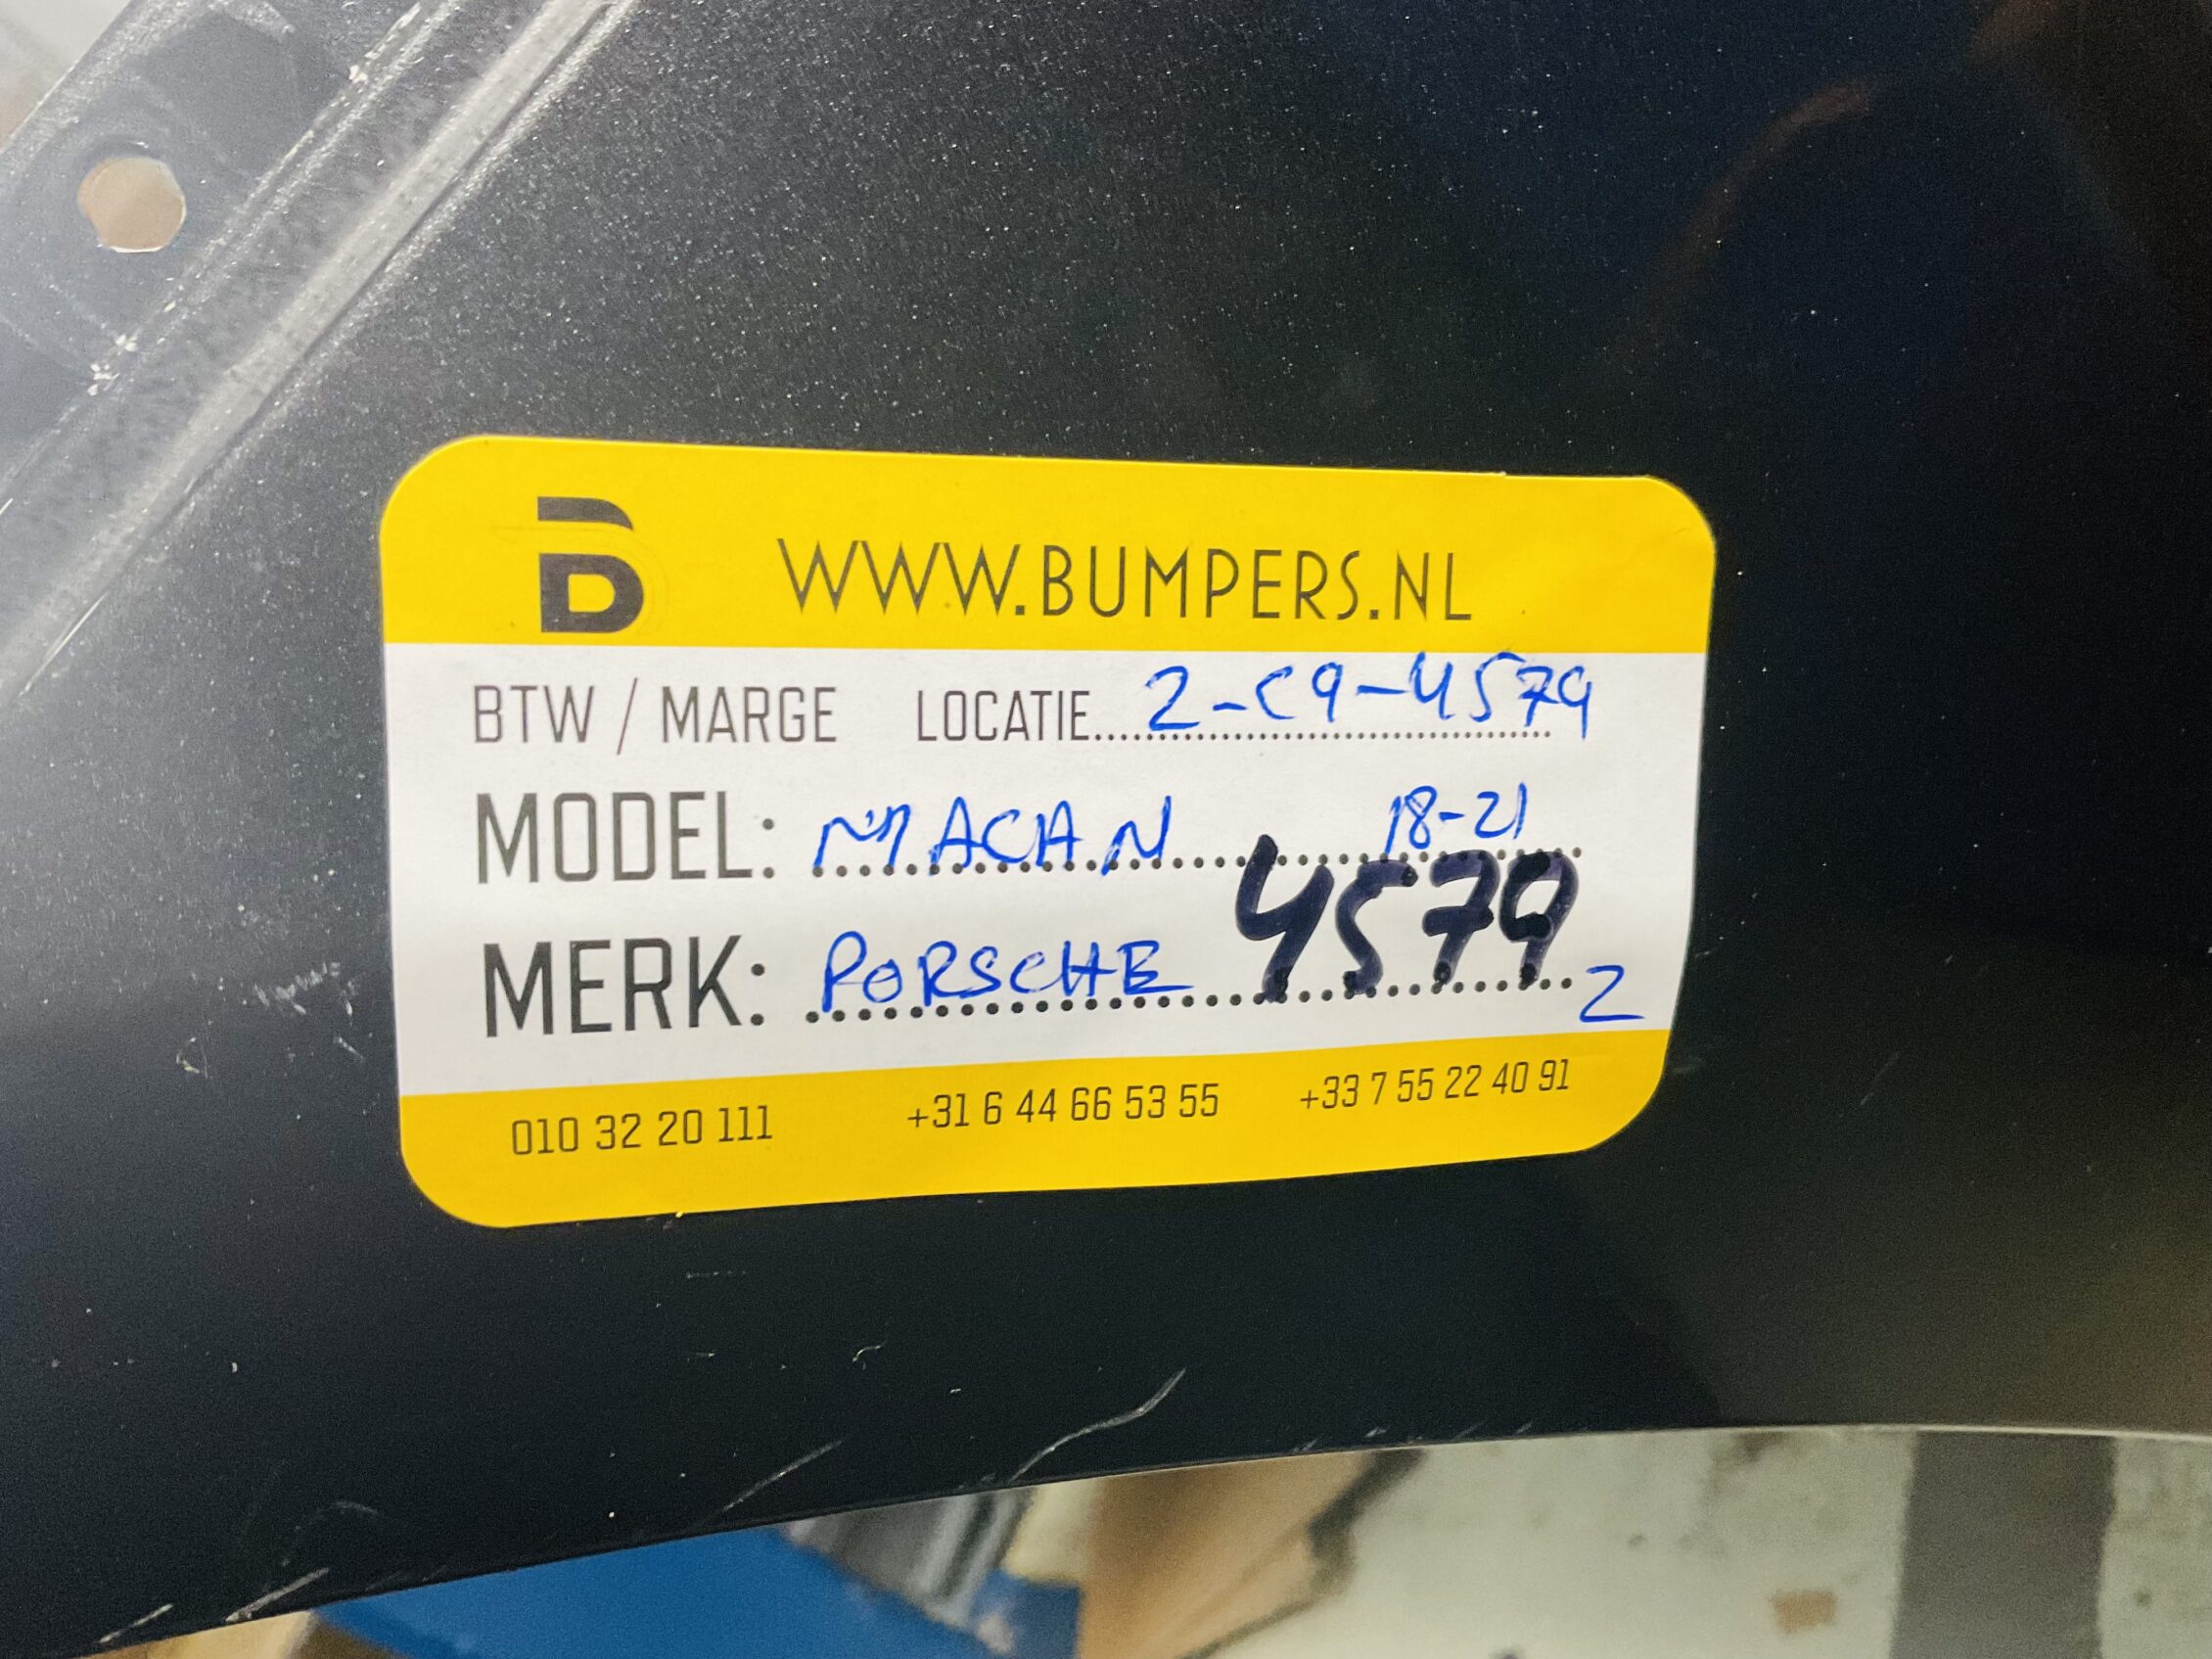 B WWW.BUMPERS.NL
BTW / MARGE LOCATIE 2-C9-4579
MODEL: MACAN 18-21
MERK: PORSCHE 4579 2
010 32 20 111 +31 6 44 66 53 55 +33 7 55 22 40 91